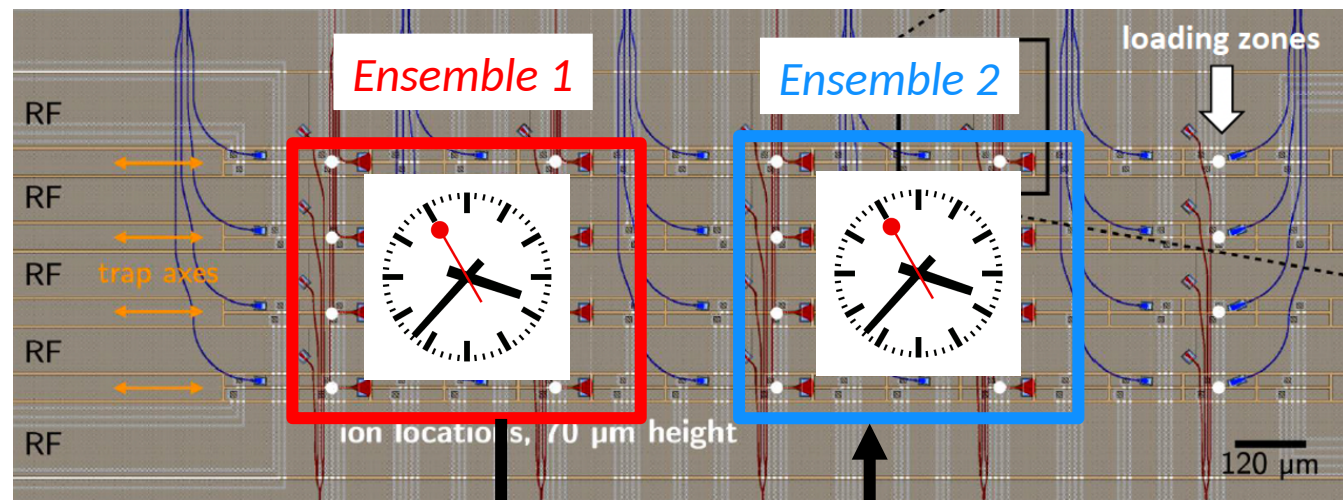 loading zones
Ensemble 1
Ensemble 2
RF
RF
trap axes
RF
RF
ion locations, 70 µm height
RF
120 µm